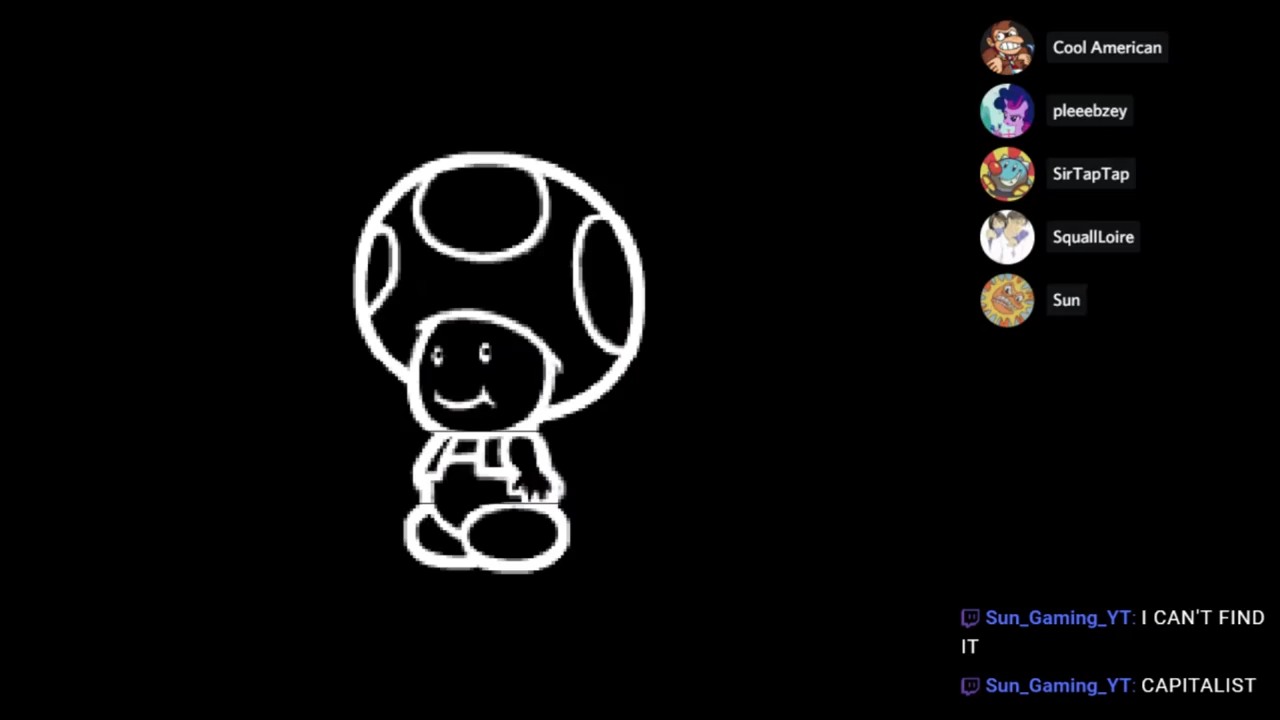 Cool American
pleeebzey
SirTapTap
SquallLoire
Sun
Sun_Gaming_YT: I CAN'T FIND
IT
Sun_Gaming_YT: CAPITALIST